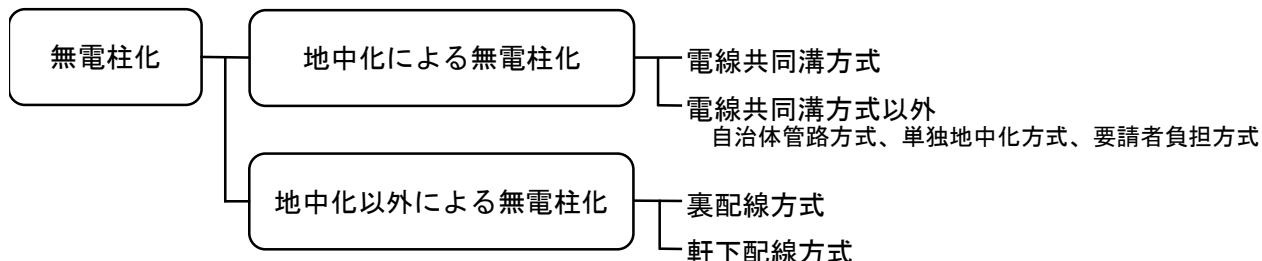 無電柱化
地中化による無電柱化
電線共同溝方式
電線共同溝方式以外
自治体管路方式、単独地中化方式、要請者負担方式
地中化以外による無電柱化
裏配線方式
軒下配線方式